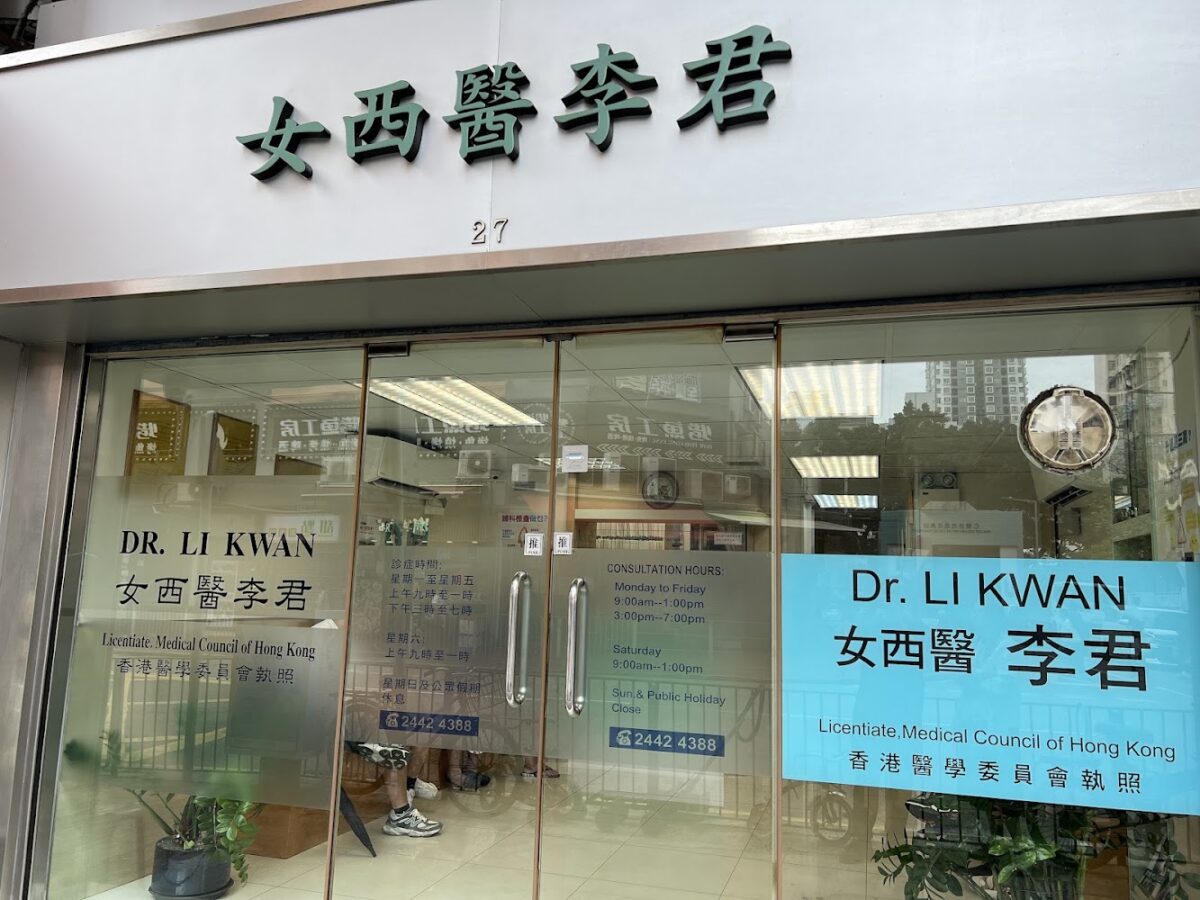 女西醫李君
27
DR. LI KWAN
女西醫李君
Licentiate, Medical Council of Hong Kong
香港醫學委員會執照
診症時間:
星期一至星期五
上午九時至一時
下午三時至七時
星期六:
上午九時至一時
星期日及公眾假期
休息
2442 4388
推
推
CONSULTATION HOURS:
Monday to Friday
9:00am--1:00pm
3:00pm--7:00pm
Saturday
9:00am--1:00pm
Sun.& Public Holiday
Close
2442 4388
Dr. LI KWAN
女西醫 李君
Licentiate,Medical Council of Hong Kong
香港醫學委員會執照